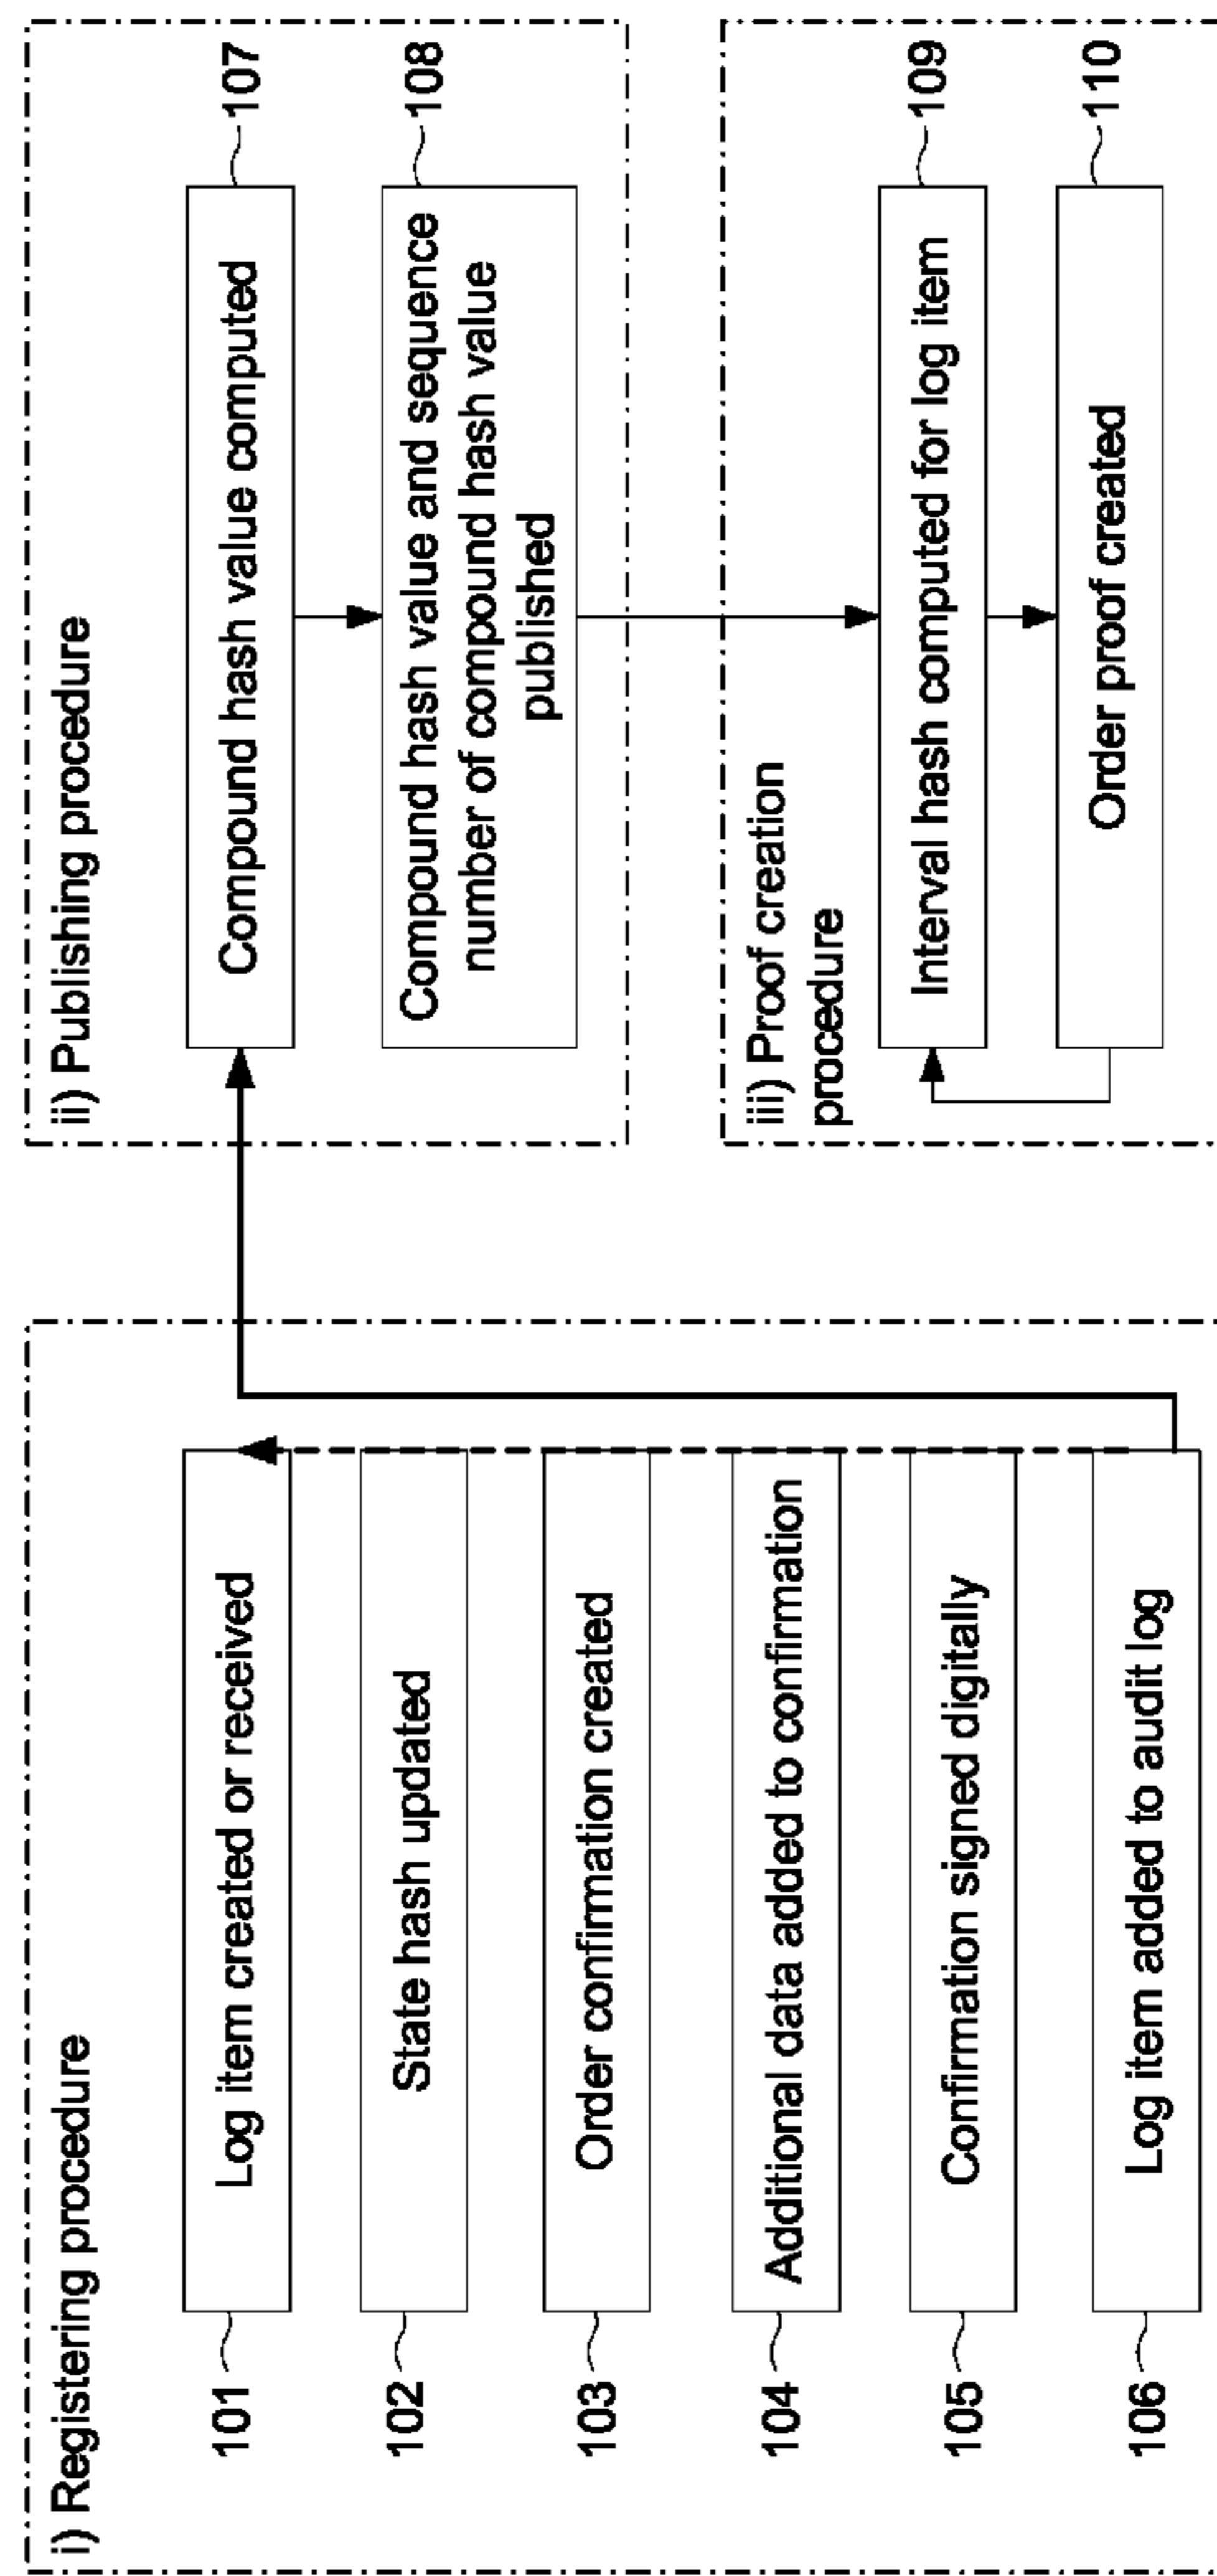 i) Registering procedure
101
Log item created or received
102
State hash updated
103
Order confirmation created
104
Additional data added to confirmation
105
Confirmation signed digitally
106
Log item added to audit log
ii) Publishing procedure
Compound hash value computed
107
Compound hash value and sequence
number of compound hash value
published
108
iii) Proof creation
procedure
Interval hash computed for log item
109
Order proof created
110